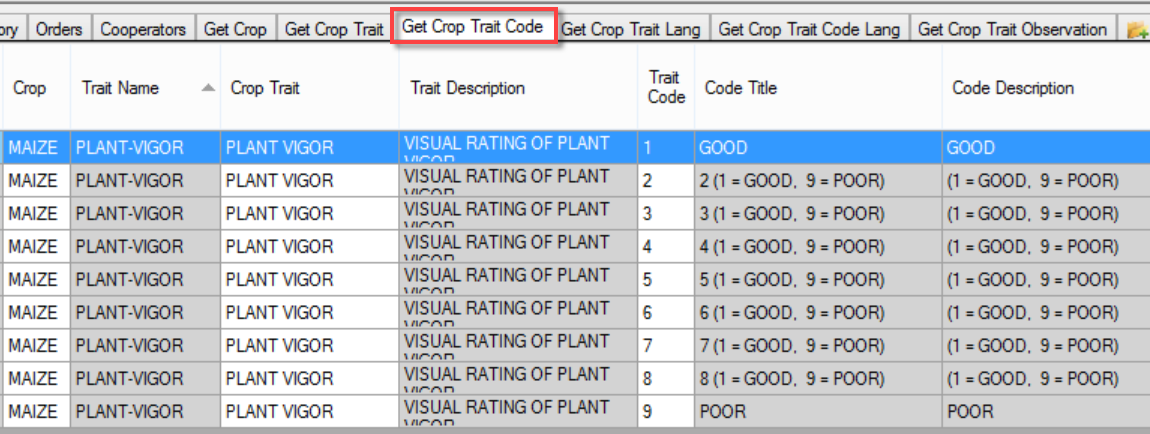 ory Orders Cooperators Get Crop Get Crop Trait Get Crop Trait Code Get Crop Trait Lang Get Crop Trait Code Lang Get Crop Trait Observation
Crop Trait Name Crop Trait Trait Description Trait Code Code Title Code Description
MAIZE PLANT-VIGOR PLANT VIGOR VISUAL RATING OF PLANT VIGOR 1 GOOD GOOD
MAIZE PLANT-VIGOR PLANT VIGOR VISUAL RATING OF PLANT VIGOR 2 2 (1 = GOOD, 9 = POOR) (1 = GOOD, 9 = POOR)
MAIZE PLANT-VIGOR PLANT VIGOR VISUAL RATING OF PLANT VIGOR 3 3 (1 = GOOD, 9 = POOR) (1 = GOOD, 9 = POOR)
MAIZE PLANT-VIGOR PLANT VIGOR VISUAL RATING OF PLANT VIGOR 4 4 (1 = GOOD, 9 = POOR) (1 = GOOD, 9 = POOR)
MAIZE PLANT-VIGOR PLANT VIGOR VISUAL RATING OF PLANT VIGOR 5 5 (1 = GOOD, 9 = POOR) (1 = GOOD, 9 = POOR)
MAIZE PLANT-VIGOR PLANT VIGOR VISUAL RATING OF PLANT VIGOR 6 6 (1 = GOOD, 9 = POOR) (1 = GOOD, 9 = POOR)
MAIZE PLANT-VIGOR PLANT VIGOR VISUAL RATING OF PLANT VIGOR 7 7 (1 = GOOD, 9 = POOR) (1 = GOOD, 9 = POOR)
MAIZE PLANT-VIGOR PLANT VIGOR VISUAL RATING OF PLANT VIGOR 8 8 (1 = GOOD, 9 = POOR) (1 = GOOD, 9 = POOR)
MAIZE PLANT-VIGOR PLANT VIGOR VISUAL RATING OF PLANT VIGOR 9 POOR POOR